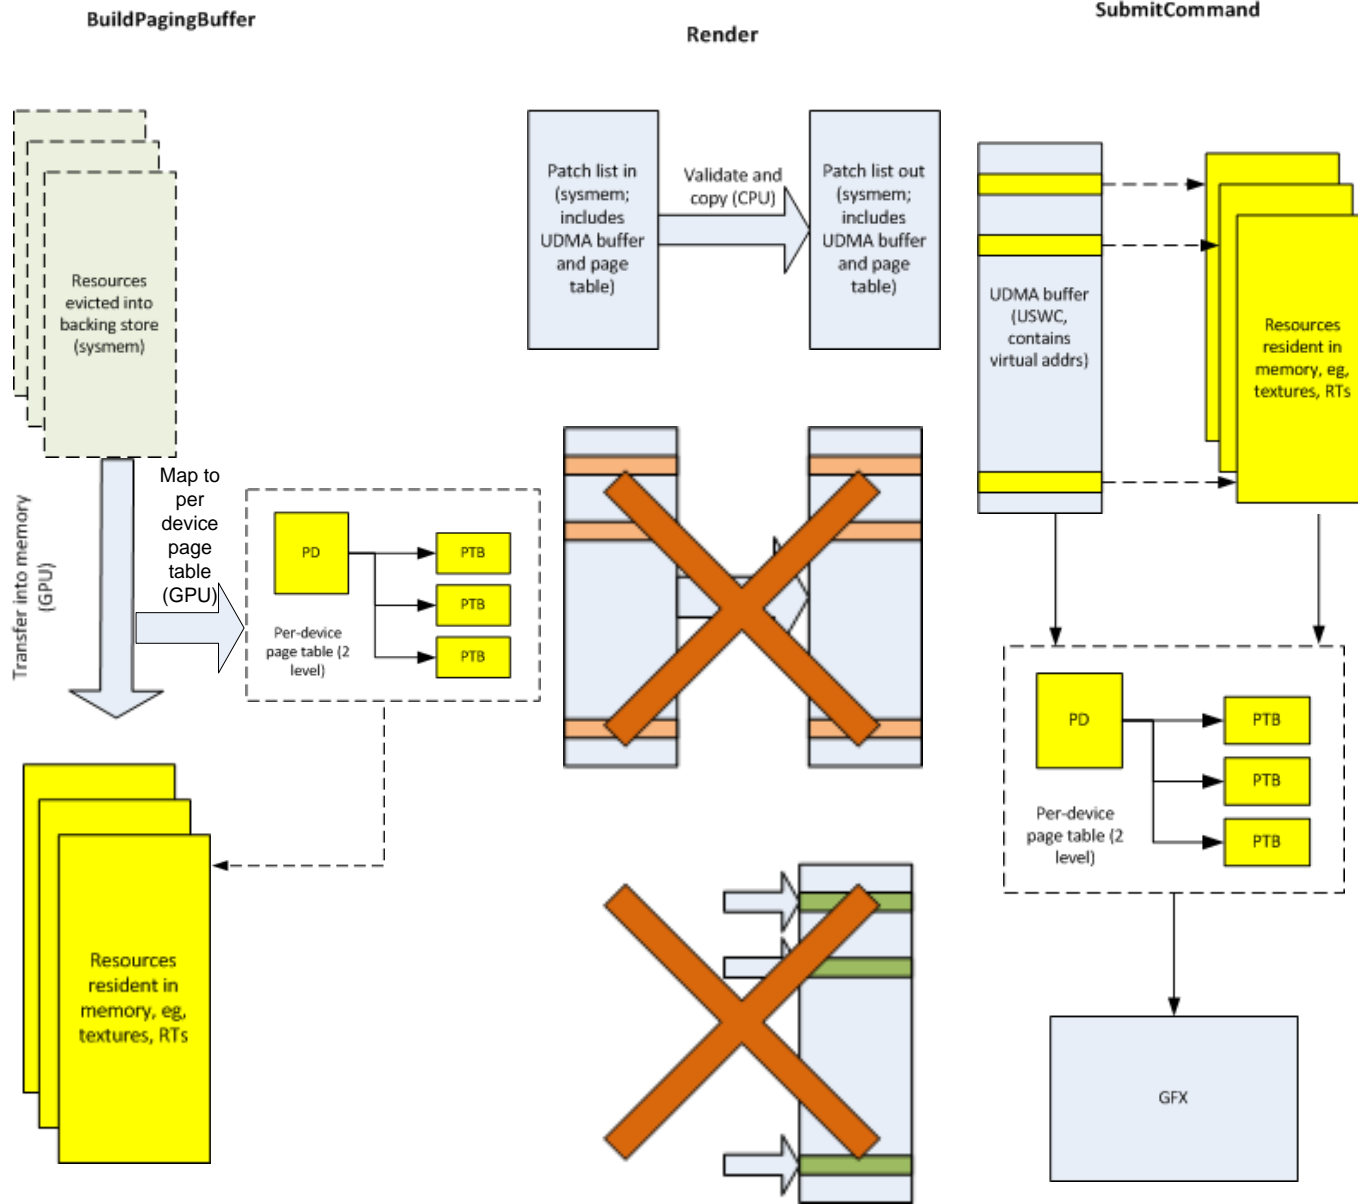 BuildPagingBuffer
Resources
evicted into
backing store
(sysmem)
Transfer into memory
(GPU)
Map to
per
device
page
table
(GPU)
PD
PTB
PTB
PTB
Per-device
page table (2
level)
Resources
resident in
memory, eg,
textures, RTs
Render
Patch list in
(sysmem;
includes
UDMA buffer
and page
table)
Validate and
copy (CPU)
Patch list out
(sysmem;
includes
UDMA buffer
and page
table)
SubmitCommand
UDMA buffer
(USWC,
contains
virtual addrs)
Resources
resident in
memory, eg,
textures, RTs
PD
PTB
PTB
PTB
Per-device
page table (2
level)
GFX